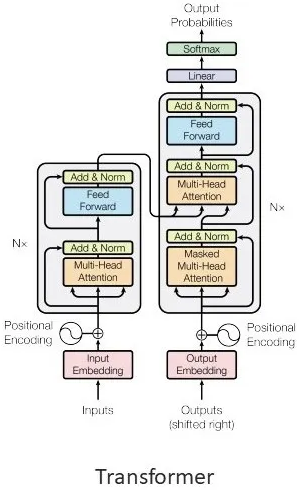 Output
Probabilities
Softmax
Linear
Add & Norm
Feed
Forward
Add & Norm
Multi-Head
Attention
Add & Norm
Masked
Multi-Head
Attention
Nx
Positional
Encoding
Output
Embedding
Outputs
(shifted right)
Add & Norm
Feed
Forward
Add & Norm
Multi-Head
Attention
Nx
Positional
Encoding
Input
Embedding
Inputs
Transformer